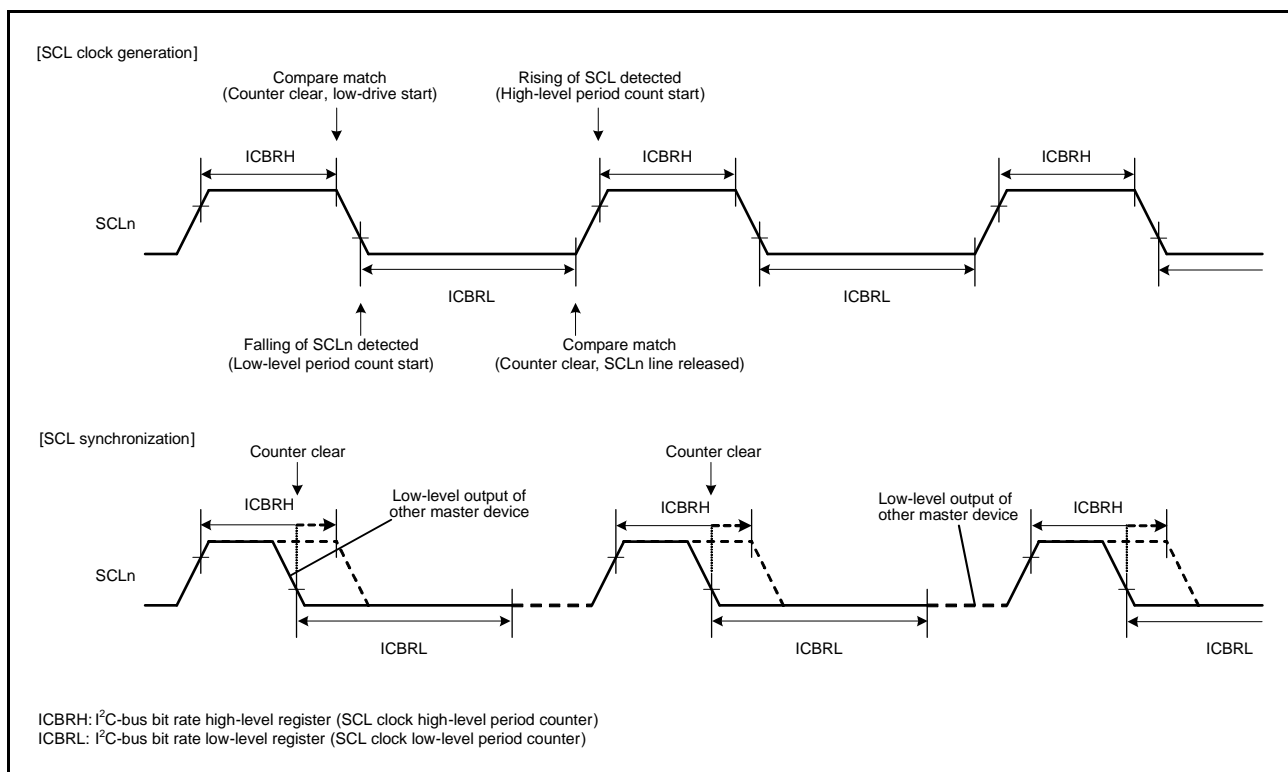 [SCL clock generation]
Compare match
(Counter clear, low-drive start)
Rising of SCL detected
(High-level period count start)
ICBRH
ICBRH
ICBRH
SCLn
ICBRL
ICBRL
Falling of SCLn detected
(Low-level period count start)
Compare match
(Counter clear, SCLn line released)
[SCL synchronization]
Counter clear
Counter clear
ICBRH
Low-level output of
other master device
ICBRH
Low-level output of
other master device
ICBRH
SCLn
ICBRL
ICBRL
ICBRL
ICBRH: I²C-bus bit rate high-level register (SCL clock high-level period counter)
ICBRL: I²C-bus bit rate low-level register (SCL clock low-level period counter)